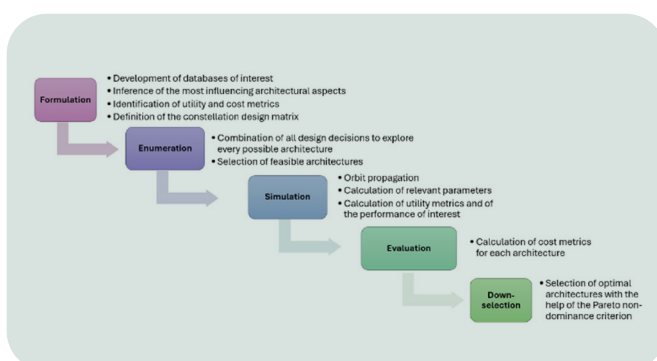 Formulation
• Development of databases of interest
• Inference of the most influencing architectural aspects
• Identification of utility and cost metrics
• Definition of the constellation design matrix
Enumeration
• Combination of all design decisions to explore
every possible architecture
• Selection of feasible architectures
Simulation
• Orbit propagation
• Calculation of relevant parameters
• Calculation of utility metrics and of
the performance of interest
Evaluation
• Calculation of cost metrics
for each architecture
Down-
selection
• Selection of optimal
architectures with the
help of the Pareto non-
dominance criterion